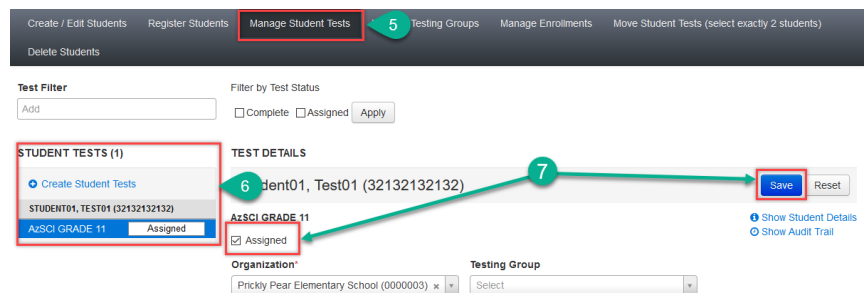 Create / Edit Students Register Students Manage Student Tests 5 Testing Groups Manage Enrollments Move Student Tests (select exactly 2 students)
Delete Students
Test Filter Filter by Test Status
Add Complete Assigned Apply
STUDENT TESTS (1) TEST DETAILS
Create Student Tests 6 dent01, Test01 (32132132132) 7 Save Reset
STUDENT01, TEST01 (32132132132)
AzSCI GRADE 11 Assigned AzSCI GRADE 11 Show Student Details
Assigned Show Audit Trail
Organization* Testing Group
Prickly Pear Elementary School (0000003) × Select